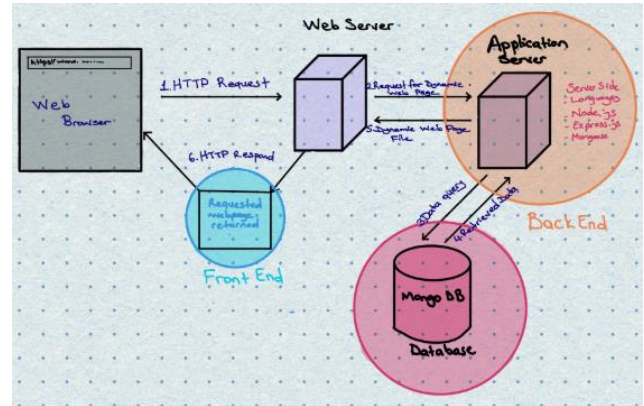 https://
Web
Browser
1.HTTP Request
Web Server
2.Request for Dynamic
Web Page
5.Dynamic Web Page
File
Application
Server
Server Side
Languages
- Node.js
- Express.js
- Mongoose
6.HTTP Respond
Requested
webpage
returned
Front End
3.Data query
4.Retrieved Data
Back End
Mongo DB
Database